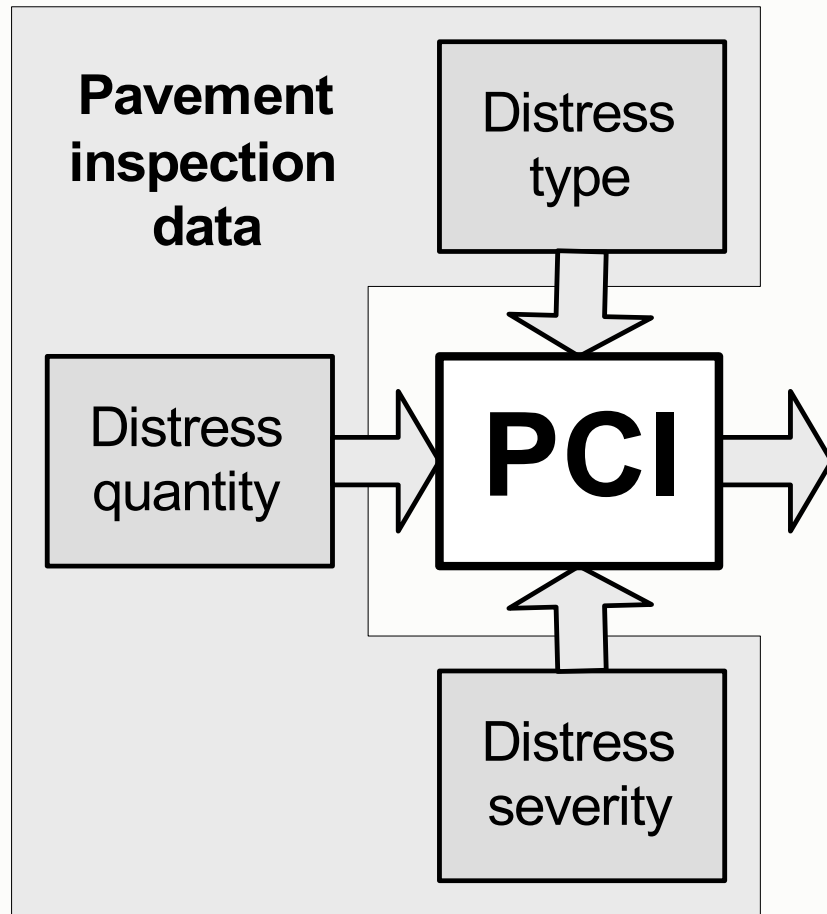 Pavement
inspection
data
Distress
type
Distress
quantity
PCI
Distress
severity